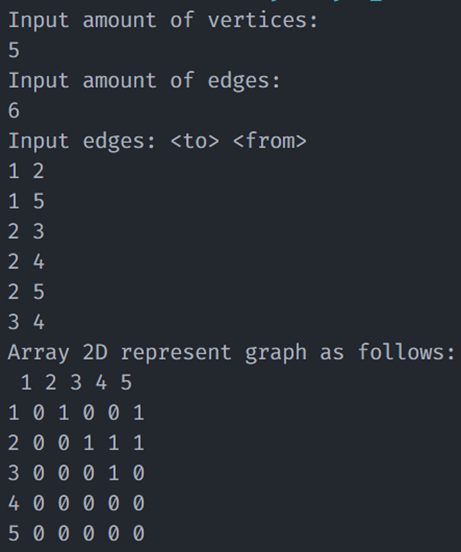 Input amount of vertices:
5
Input amount of edges:
6
Input edges: <to> <from>
1 2
1 5
2 3
2 4
2 5
3 4
Array 2D represent graph as follows:
 1 2 3 4 5
1 0 1 0 0 1
2 0 0 1 1 1
3 0 0 0 1 0
4 0 0 0 0 0
5 0 0 0 0 0